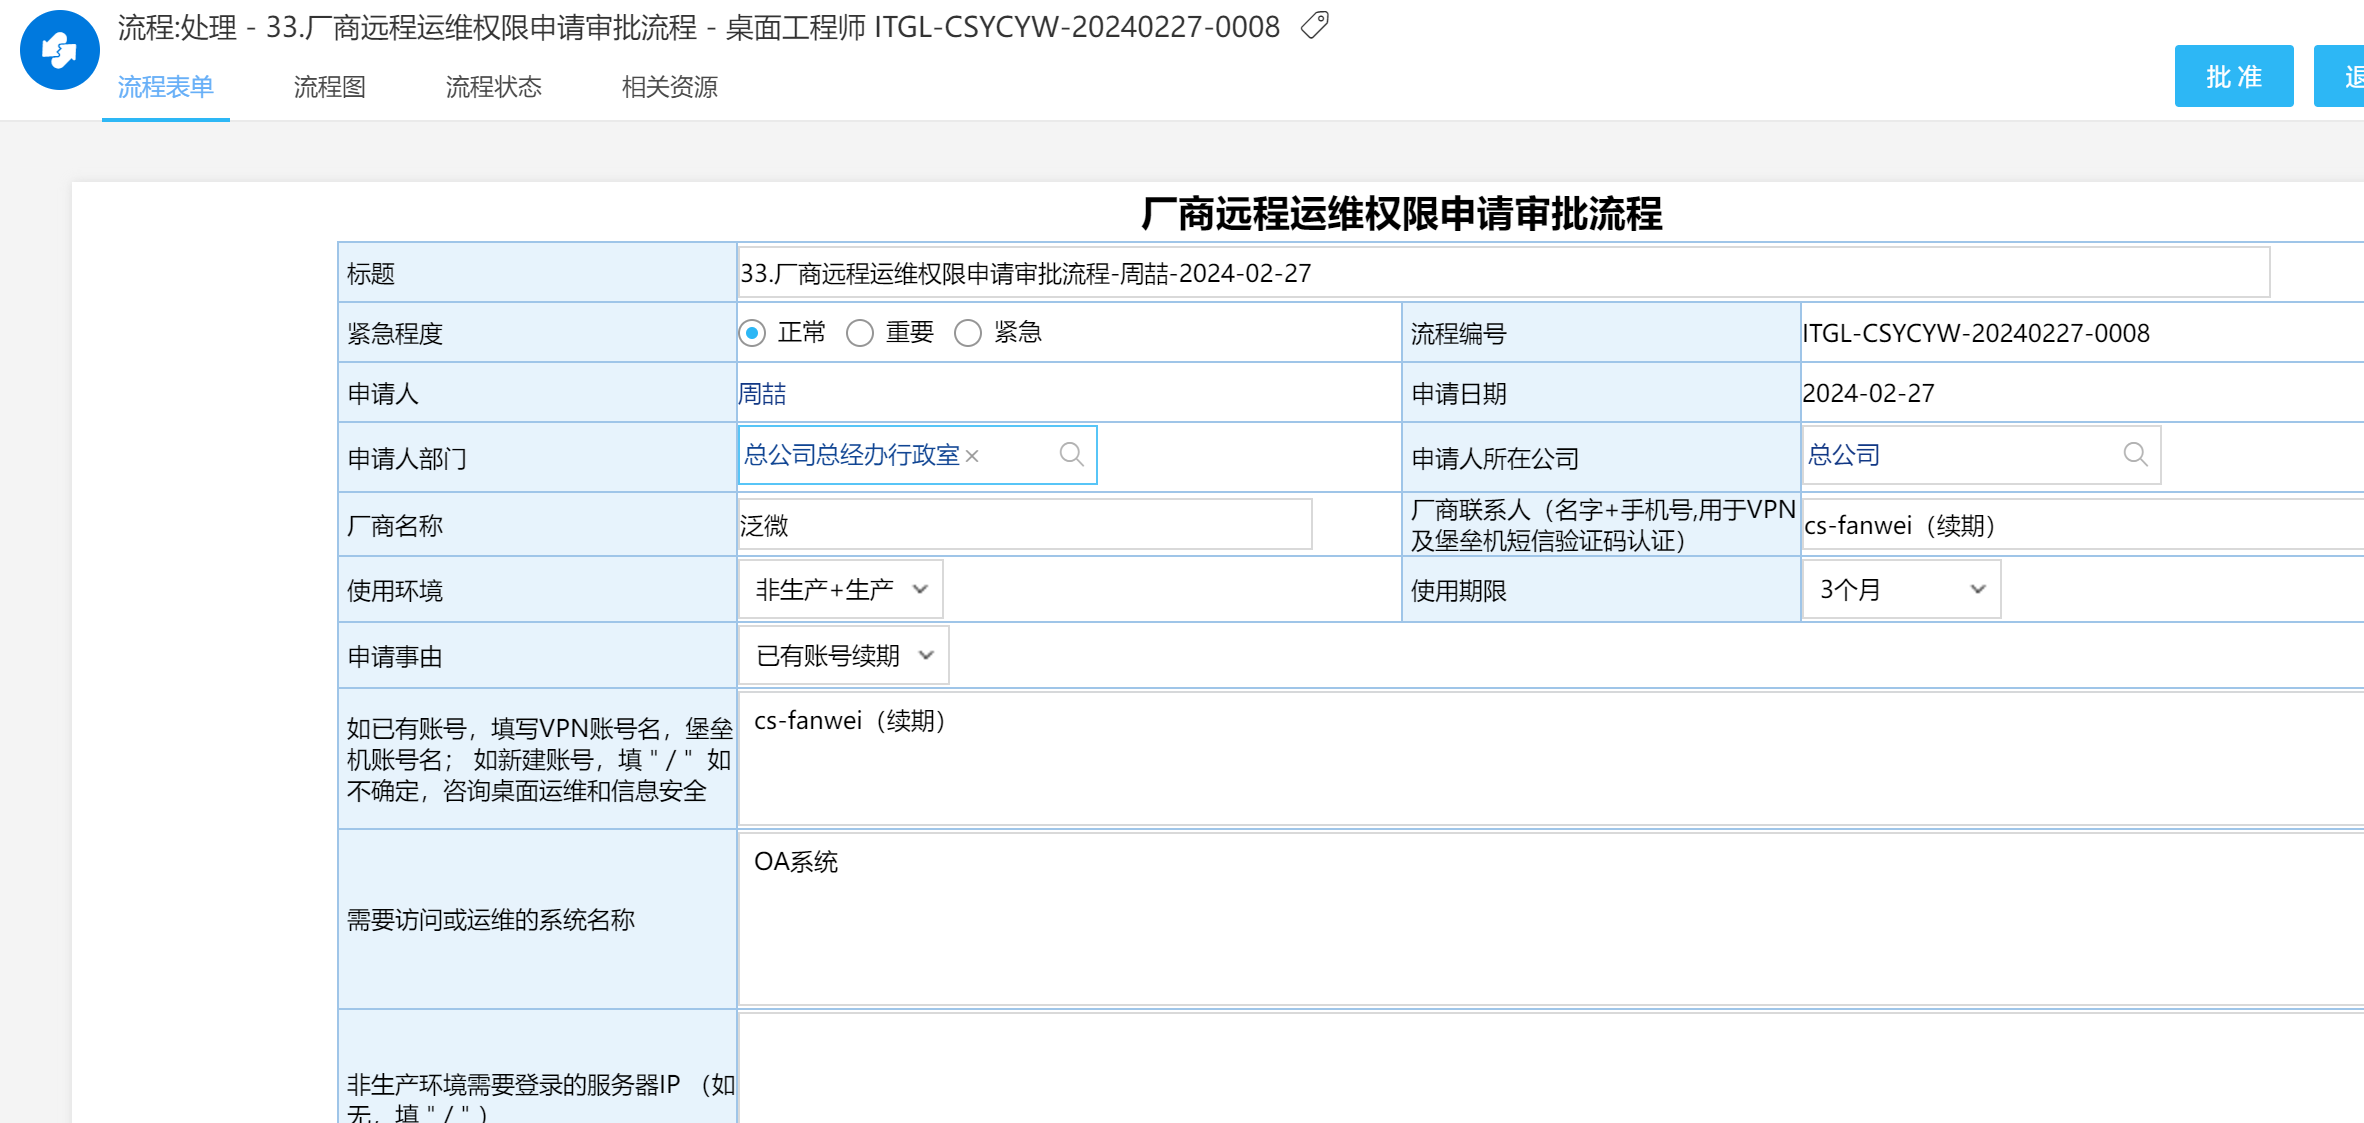 流程:处理 - 33.厂商远程运维权限申请审批流程 - 桌面工程师 ITGL-CSYCYW-20240227-0008
流程表单 流程图 流程状态 相关资源
批 准
厂商远程运维权限申请审批流程
标题 33.厂商远程运维权限申请审批流程-周喆-2024-02-27
紧急程度 正常 重要 紧急 流程编号 ITGL-CSYCYW-20240227-0008
申请人 周喆 申请日期 2024-02-27
申请人部门 总公司总经办行政室 × 申请人所在公司 总公司
厂商名称 泛微 厂商联系人（名字+手机号,用于VPN
及堡垒机短信验证码认证） cs-fanwei（续期）
使用环境 非生产+生产 使用期限 3个月
申请事由 已有账号续期
如已有账号，填写VPN账号名，堡垒
机账号名； 如新建账号，填 " / " 如
不确定，咨询桌面运维和信息安全
cs-fanwei（续期）
需要访问或运维的系统名称 OA系统
非生产环境需要登录的服务器IP （如
无，填 " / " ）